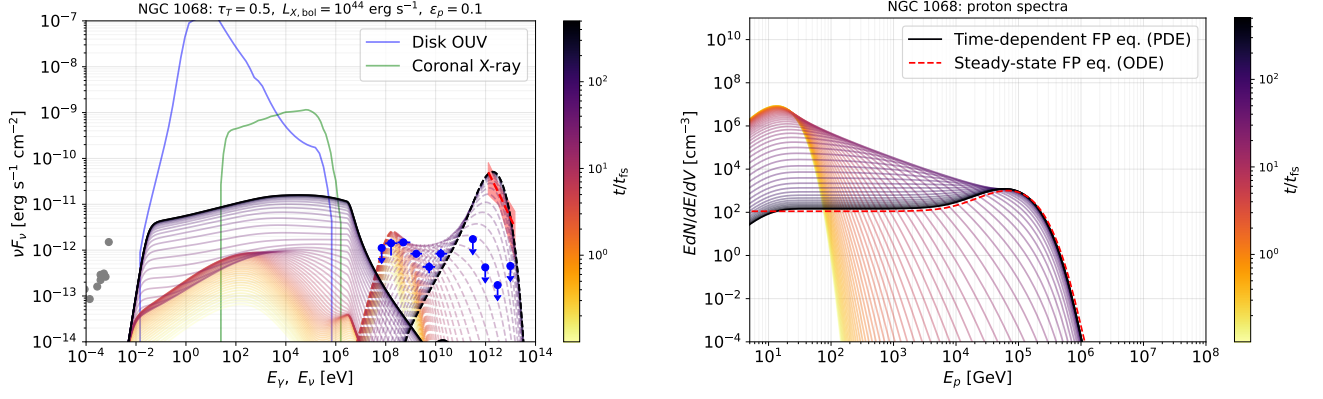 NGC 1068: τ_T = 0.5, L_{X,bol} = 10^{44} erg s^{−1}, ε_p = 0.1
10^{−7}
10^{−8}
10^{−9}
10^{−10}
10^{−11}
10^{−12}
10^{−13}
10^{−14}
νF_ν [erg s^{−1} cm^{−2}]
Disk OUV
Coronal X-ray
10^{−4} 10^{−2} 10^{0} 10^{2} 10^{4} 10^{6} 10^{8} 10^{10} 10^{12} 10^{14}
E_γ, E_ν [eV]
10^{2}
10^{1}
10^{0}
t/t_{fs}
NGC 1068: proton spectra
10^{10}
10^{8}
10^{6}
10^{4}
10^{2}
10^{0}
10^{−2}
10^{−4}
EdN/dE/dV [cm^{−3}]
Time-dependent FP eq. (PDE)
Steady-state FP eq. (ODE)
10^{1} 10^{2} 10^{3} 10^{4} 10^{5} 10^{6} 10^{7} 10^{8}
E_p [GeV]
10^{2}
10^{1}
10^{0}
t/t_{fs}